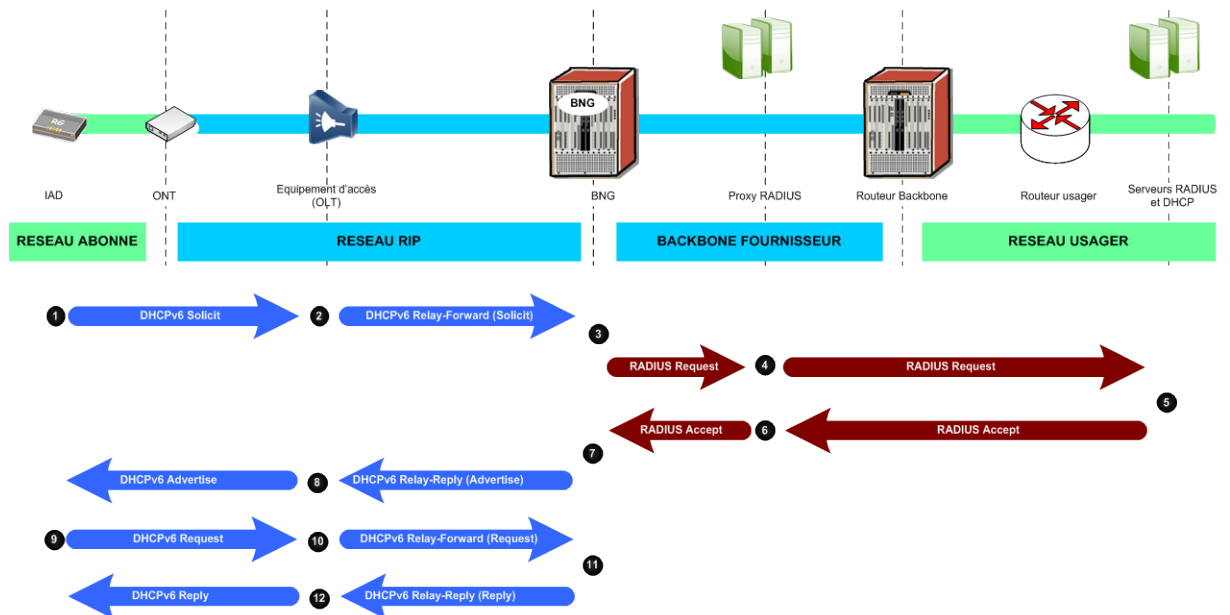 BNG
RG
IAD
ONT
Equipement d'accès
(OLT)
BNG
Proxy RADIUS
Routeur Backbone
Routeur usager
Serveurs RADIUS
et DHCP
RESEAU ABONNE
RESEAU RIP
BACKBONE FOURNISSEUR
RESEAU USAGER
1
DHCPv6 Solicit
2
DHCPv6 Relay-Forward (Solicit)
3
RADIUS Request
4
RADIUS Request
5
RADIUS Accept
6
RADIUS Accept
7
DHCPv6 Advertise
8
DHCPv6 Relay-Reply (Advertise)
9
DHCPv6 Request
10
DHCPv6 Relay-Forward (Request)
11
DHCPv6 Reply
12
DHCPv6 Relay-Reply (Reply)